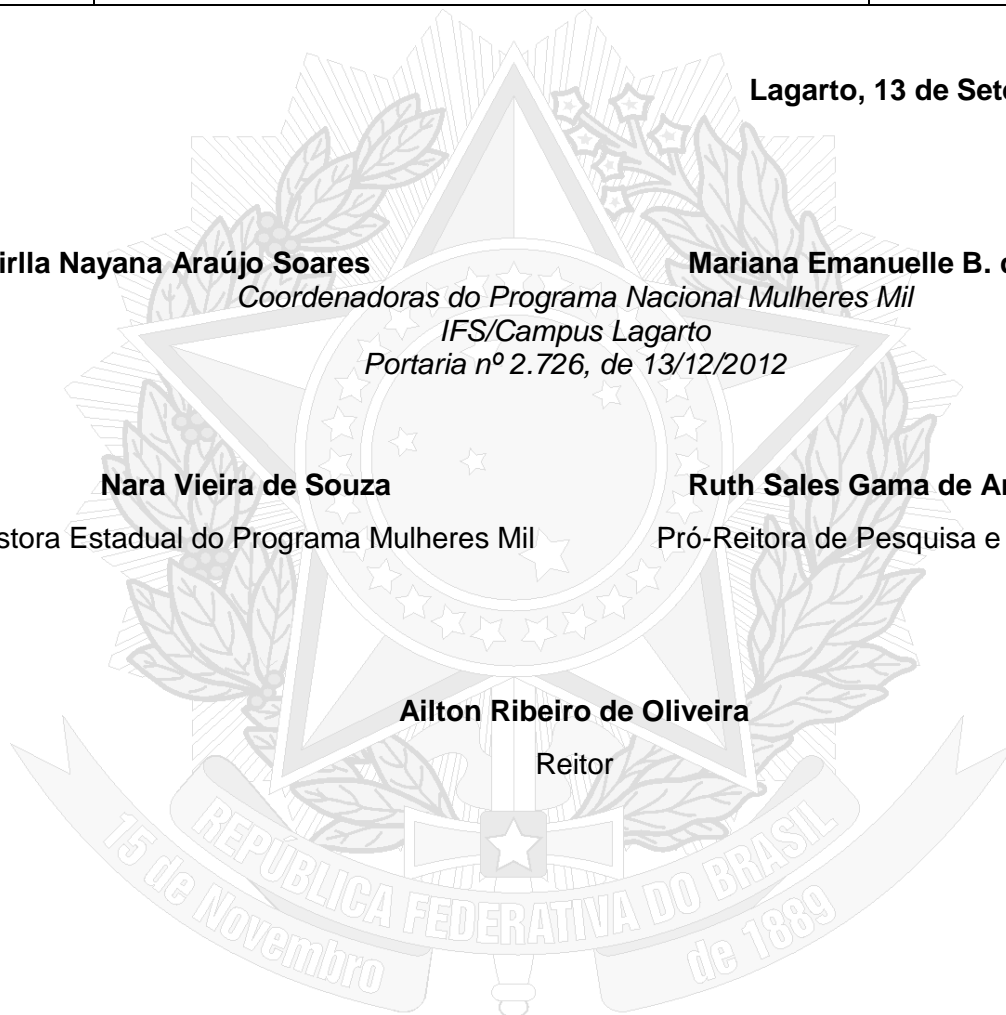 Lagarto, 13 de
irlla Nayana Araújo Soares Mariana Emanuelle B.
Coordenadoras do Programa Nacional Mulheres Mil
IFS/Campus Lagarto
Portaria nº 2.726, de 13/12/2012
Nara Vieira de Souza Ruth Sales Gama de
stora Estadual do Programa Mulheres Mil Pró-Reitora de Pesquisa e
Ailton Ribeiro de Oliveira
Reitor
REPÚBLICA FEDERATIVA DO BRASIL
15 de Novembro de 1889